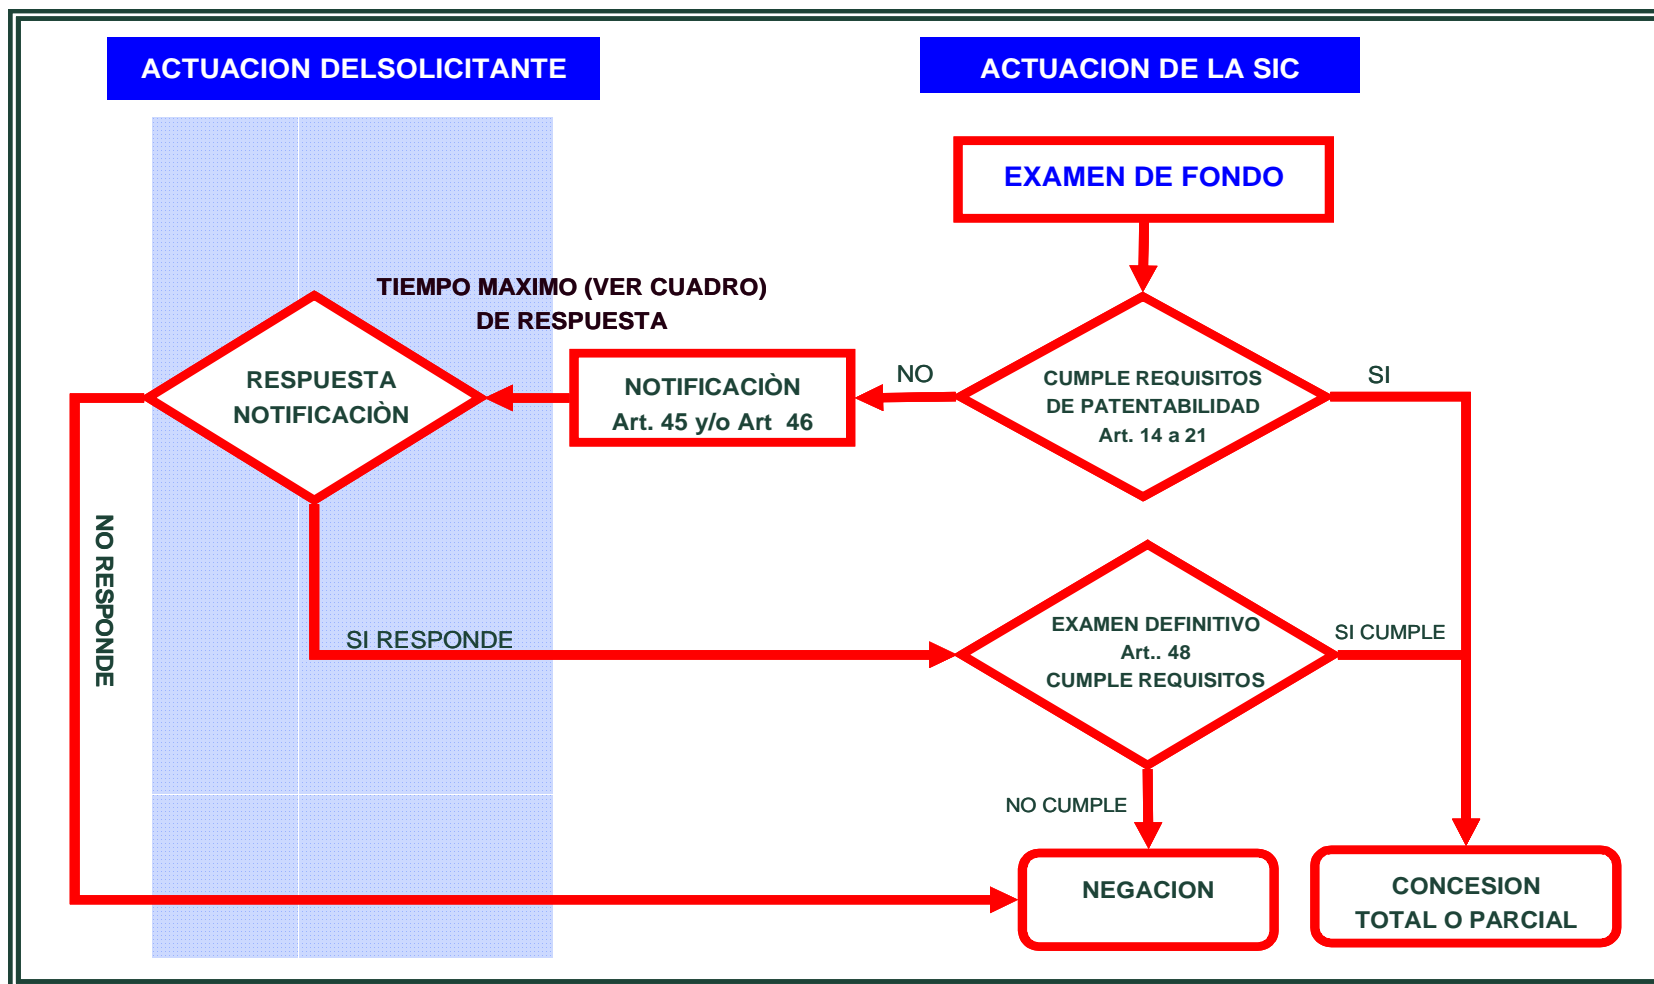 ACTUACION DELSOLICITANTE
ACTUACION DE LA SIC
EXAMEN DE FONDO
TIEMPO MAXIMO (VER CUADRO)
DE RESPUESTA
RESPUESTA
NOTIFICACIÒN
NOTIFICACIÒN
Art. 45 y/o Art 46
NO
CUMPLE REQUISITOS
DE PATENTABILIDAD
Art. 14 a 21
SI
NO RESPONDE
SI RESPONDE
EXAMEN DEFINITIVO
Art.. 48
CUMPLE REQUISITOS
SI CUMPLE
NO CUMPLE
NEGACION
CONCESION
TOTAL O PARCIAL